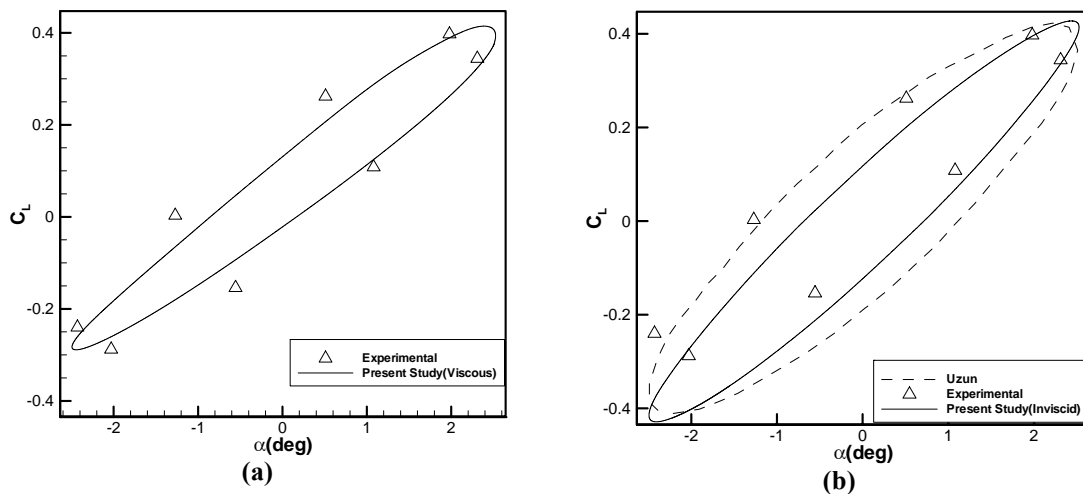 0.4
0.2
0
-0.2
-0.4
C_L
-2
-1
0
1
2
α(deg)
Experimental
Present Study(Viscous)
(a)
0.4
0.2
0
-0.2
-0.4
C_L
-2
-1
0
1
2
α(deg)
Uzun
Experimental
Present Study(Inviscid)
(b)